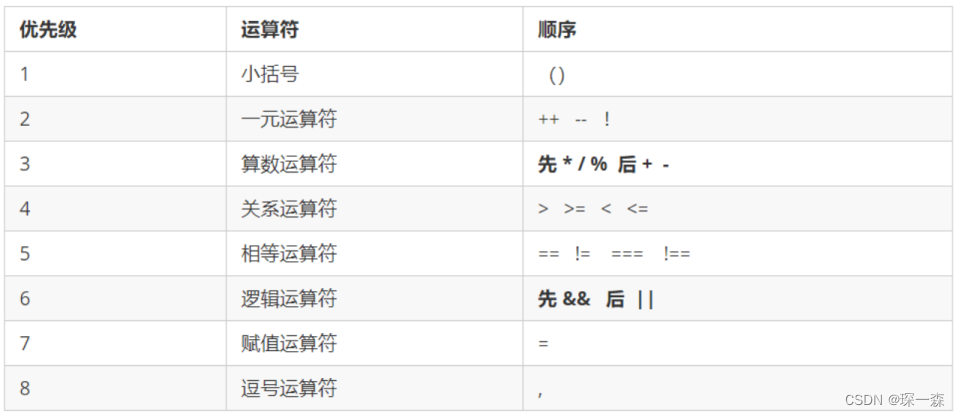 优先级 运算符 顺序
1 小括号 ()
2 一元运算符 ++ -- !
3 算数运算符 先 * / % 后 + -
4 关系运算符 > >= < <=
5 相等运算符 == != === !==
6 逻辑运算符 先 && 后 ||
7 赋值运算符 =
8 逗号运算符 ,
CSDN @琛一森